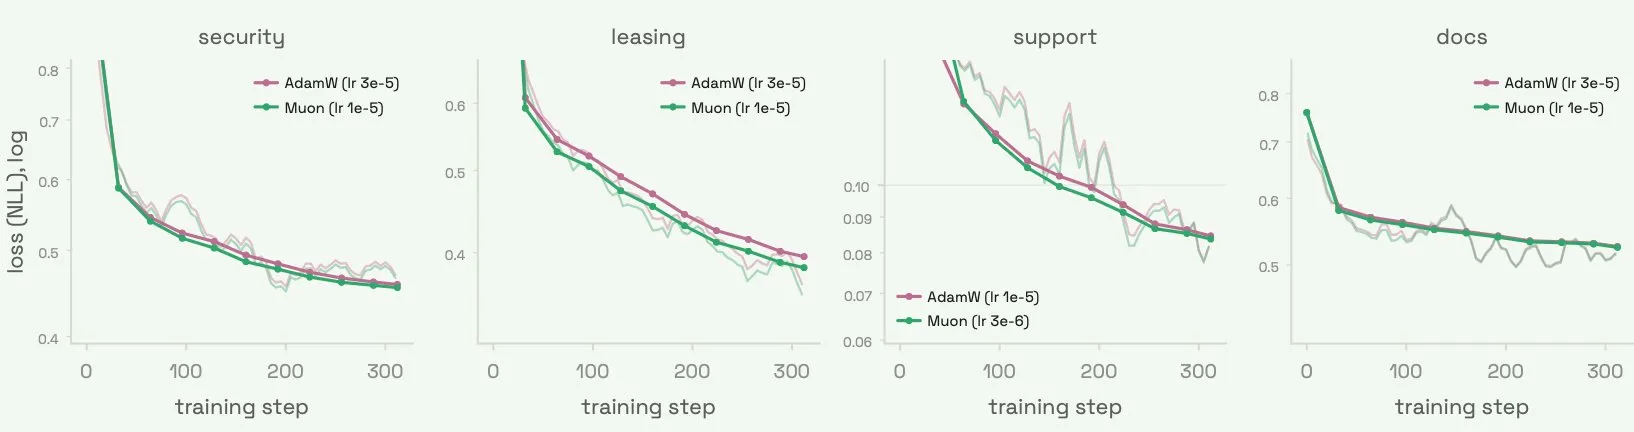 security
leasing
support
docs
loss (NLL), log
0.8
0.7
0.6
0.5
0.4
AdamW (lr 3e-5)
Muon (lr 1e-5)
0 100 200 300
training step
0.6
0.5
0.4
AdamW (lr 3e-5)
Muon (lr 1e-5)
0 100 200 300
training step
0.10
0.09
0.08
0.07
0.06
AdamW (lr 1e-5)
Muon (lr 3e-6)
0 100 200 300
training step
0.8
0.7
0.6
0.5
AdamW (lr 3e-5)
Muon (lr 1e-5)
0 100 200 300
training step